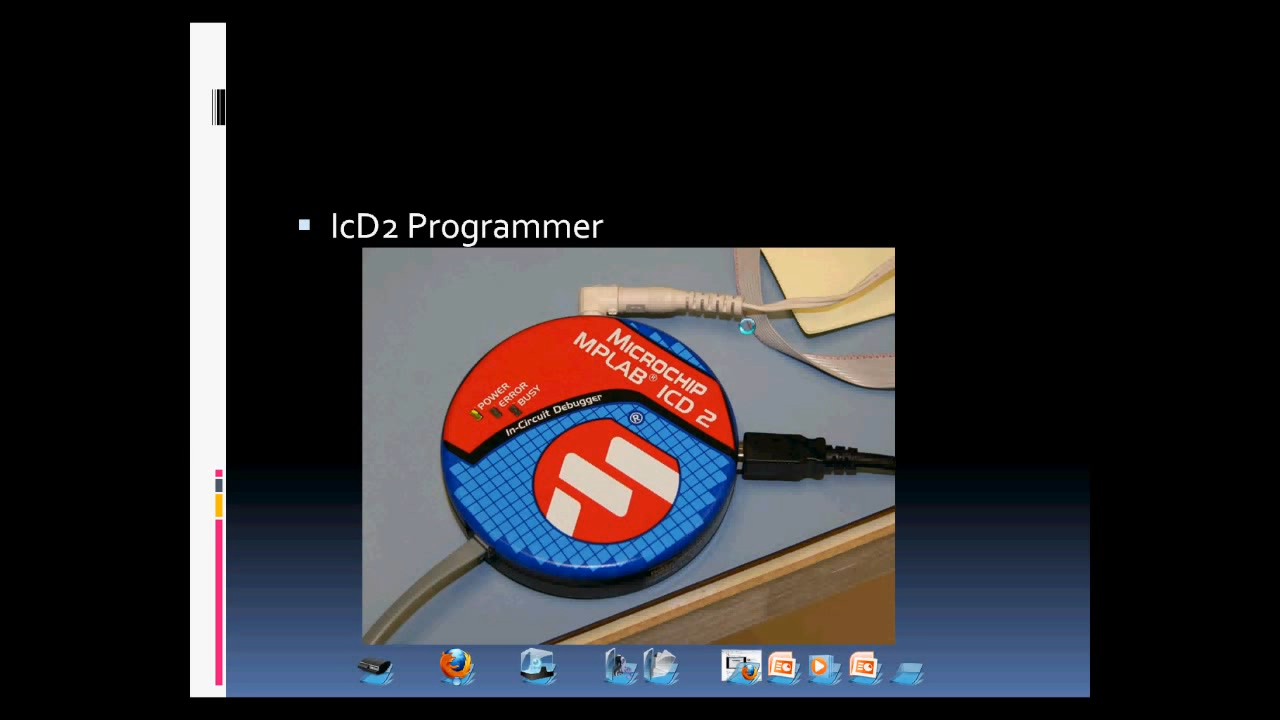 IcD2 Programmer
MICROCHIP
MPLAB® ICD 2
POWER
ERROR
BUSY
In-Circuit Debugger
®